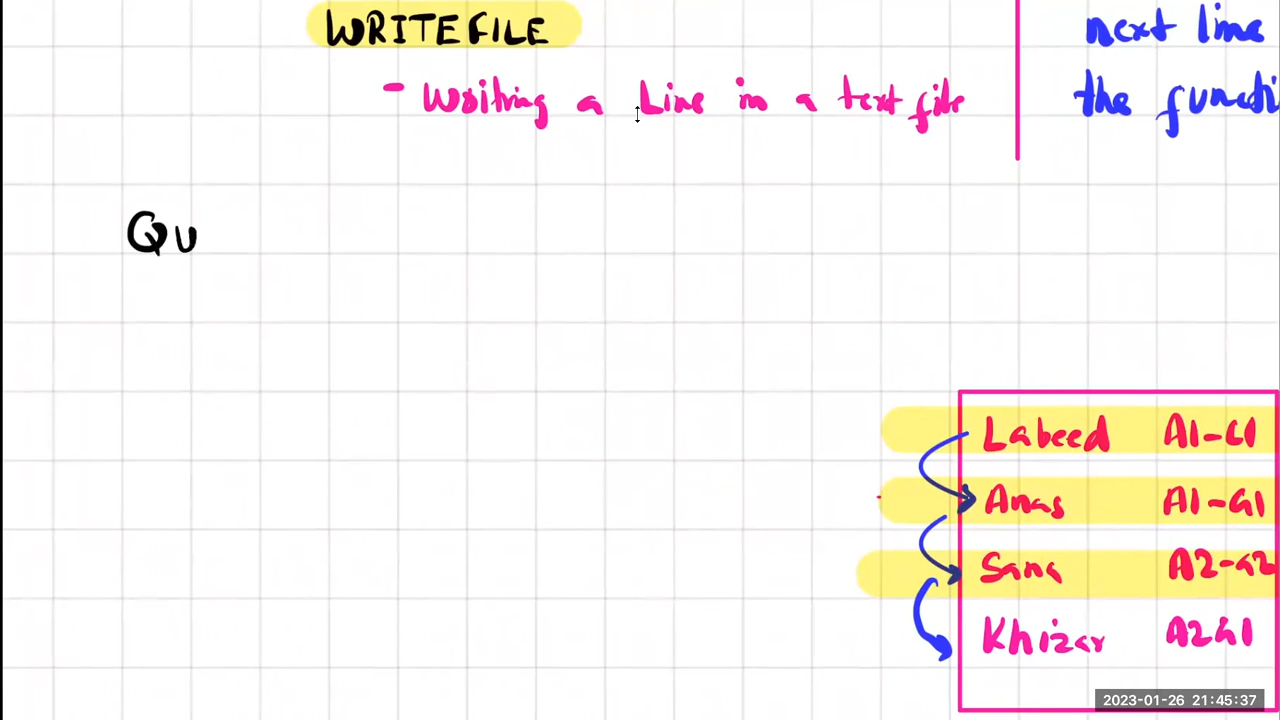 WRITEFILE
- Writing a Line in a text file
next line
the functi
Qu
Labeed A1-G1
Anas A1-G1
Sana A2-G2
Khizar A2G1
2023-01-26 21:45:37